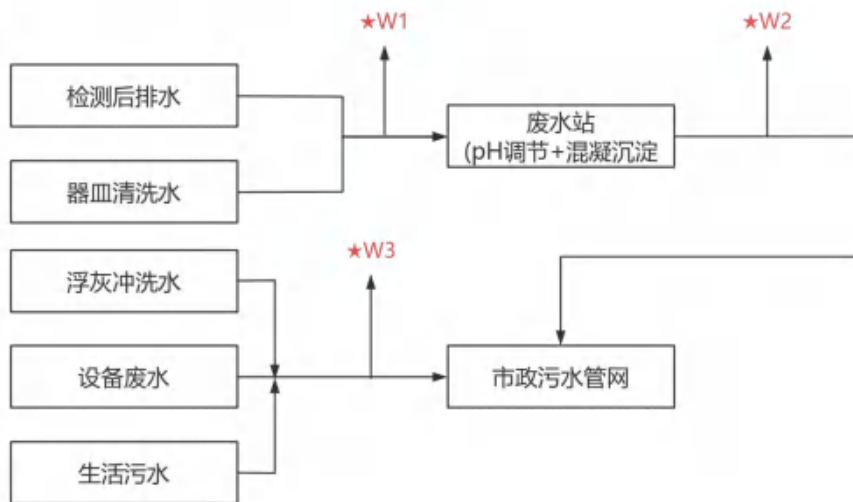 ★W1
★W2
检测后排水
废水站
(pH调节+混凝沉淀
器皿清洗水
★W3
浮灰冲洗水
设备废水
市政污水管网
生活污水